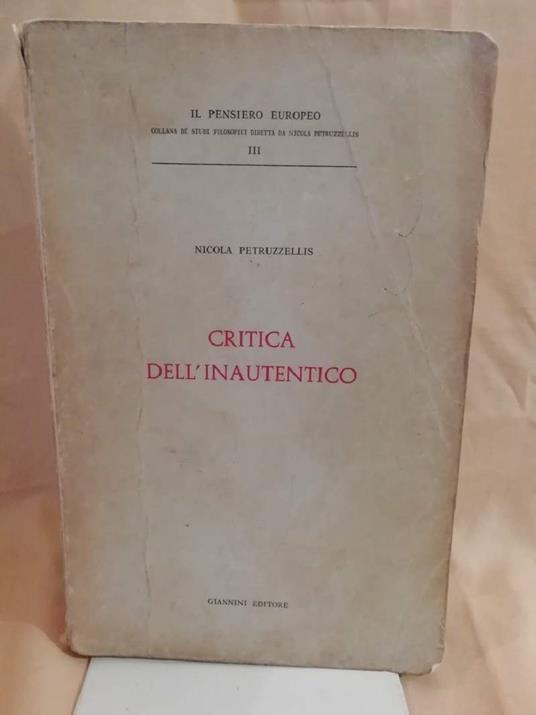 IL PENSIERO EUROPEO
COLLANA DI STUDI FILOSOFICI DIRETTA DA NICOLA PETRUZZELLIS
III
NICOLA PETRUZZELLIS
CRITICA
DELL'INAUTENTICO
GIANNINI EDITORE